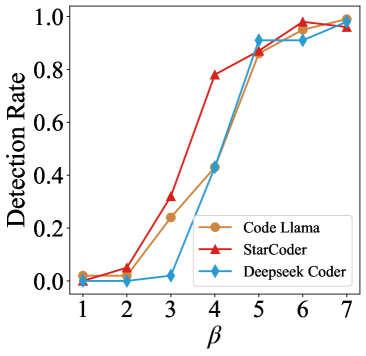 Detection Rate
1.0
0.8
0.6
0.4
0.2
0.0
Code Llama
StarCoder
Deepseek Coder
1 2 3 4 5 6 7
β